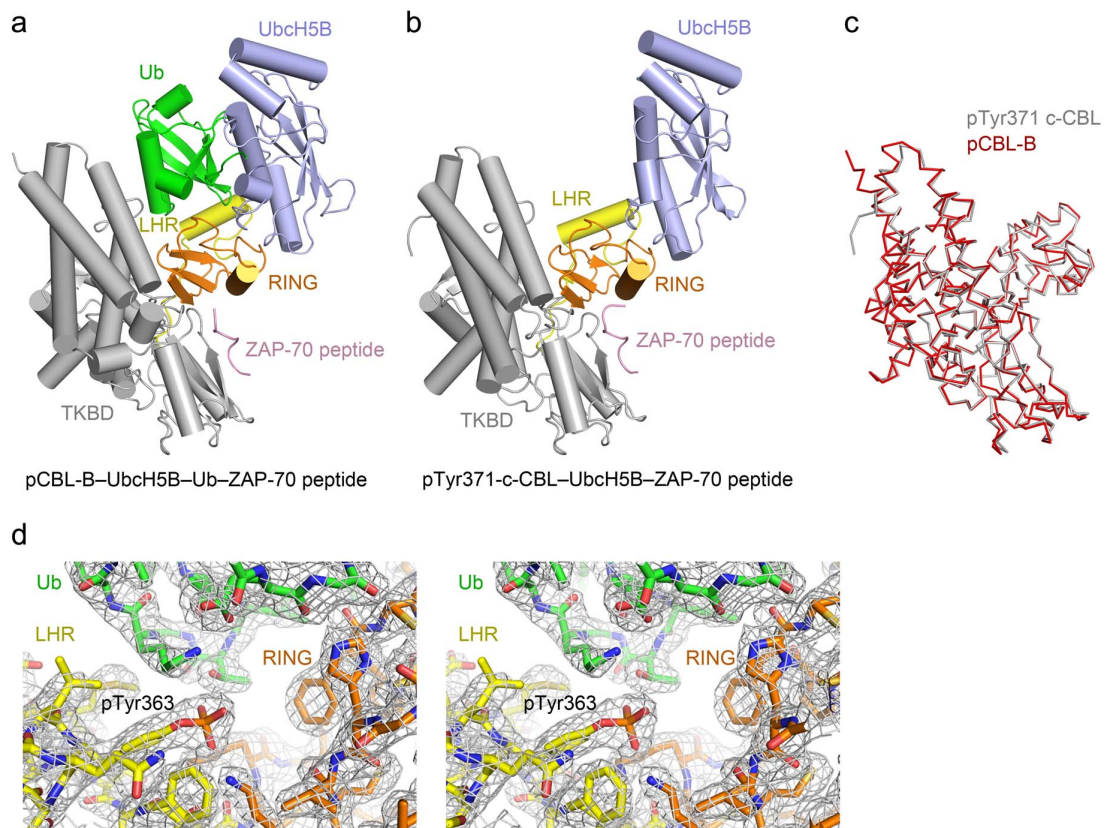 a
UbcH5B
Ub
LHR
RING
ZAP-70 peptide
TKBD
pCBL-B–UbcH5B–Ub–ZAP-70 peptide
b
UbcH5B
LHR
RING
ZAP-70 peptide
TKBD
pTyr371-c-CBL–UbcH5B–ZAP-70 peptide
c
pTyr371 c-CBL
pCBL-B
d
Ub
LHR
RING
pTyr363
Ub
LHR
RING
pTyr363